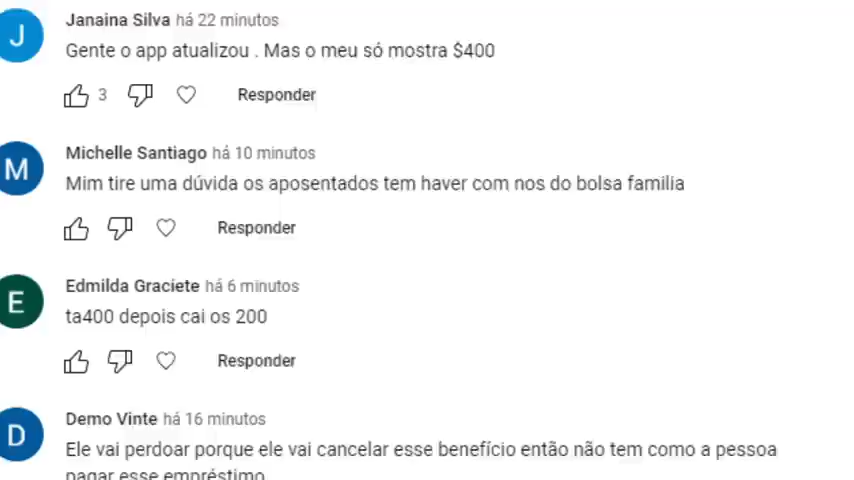 J
Janaina Silva há 22 minutos
Gente o app atualizou . Mas o meu só mostra $400
3 Responder
M
Michelle Santiago há 10 minutos
Mim tire uma dúvida os aposentados tem haver com nos do bolsa familia
Responder
E
Edmilda Graciete há 6 minutos
ta400 depois cai os 200
Responder
D
Demo Vinte há 16 minutos
Ele vai perdoar porque ele vai cancelar esse benefício então não tem como a pessoa
pagar esse empréstimo